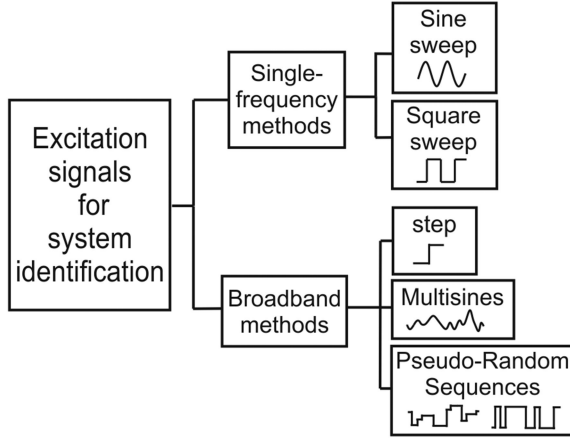 Excitation
signals
for
system
identification
Single-
frequency
methods
Sine
sweep
Square
sweep
Broadband
methods
step
Multisines
Pseudo-Random
Sequences